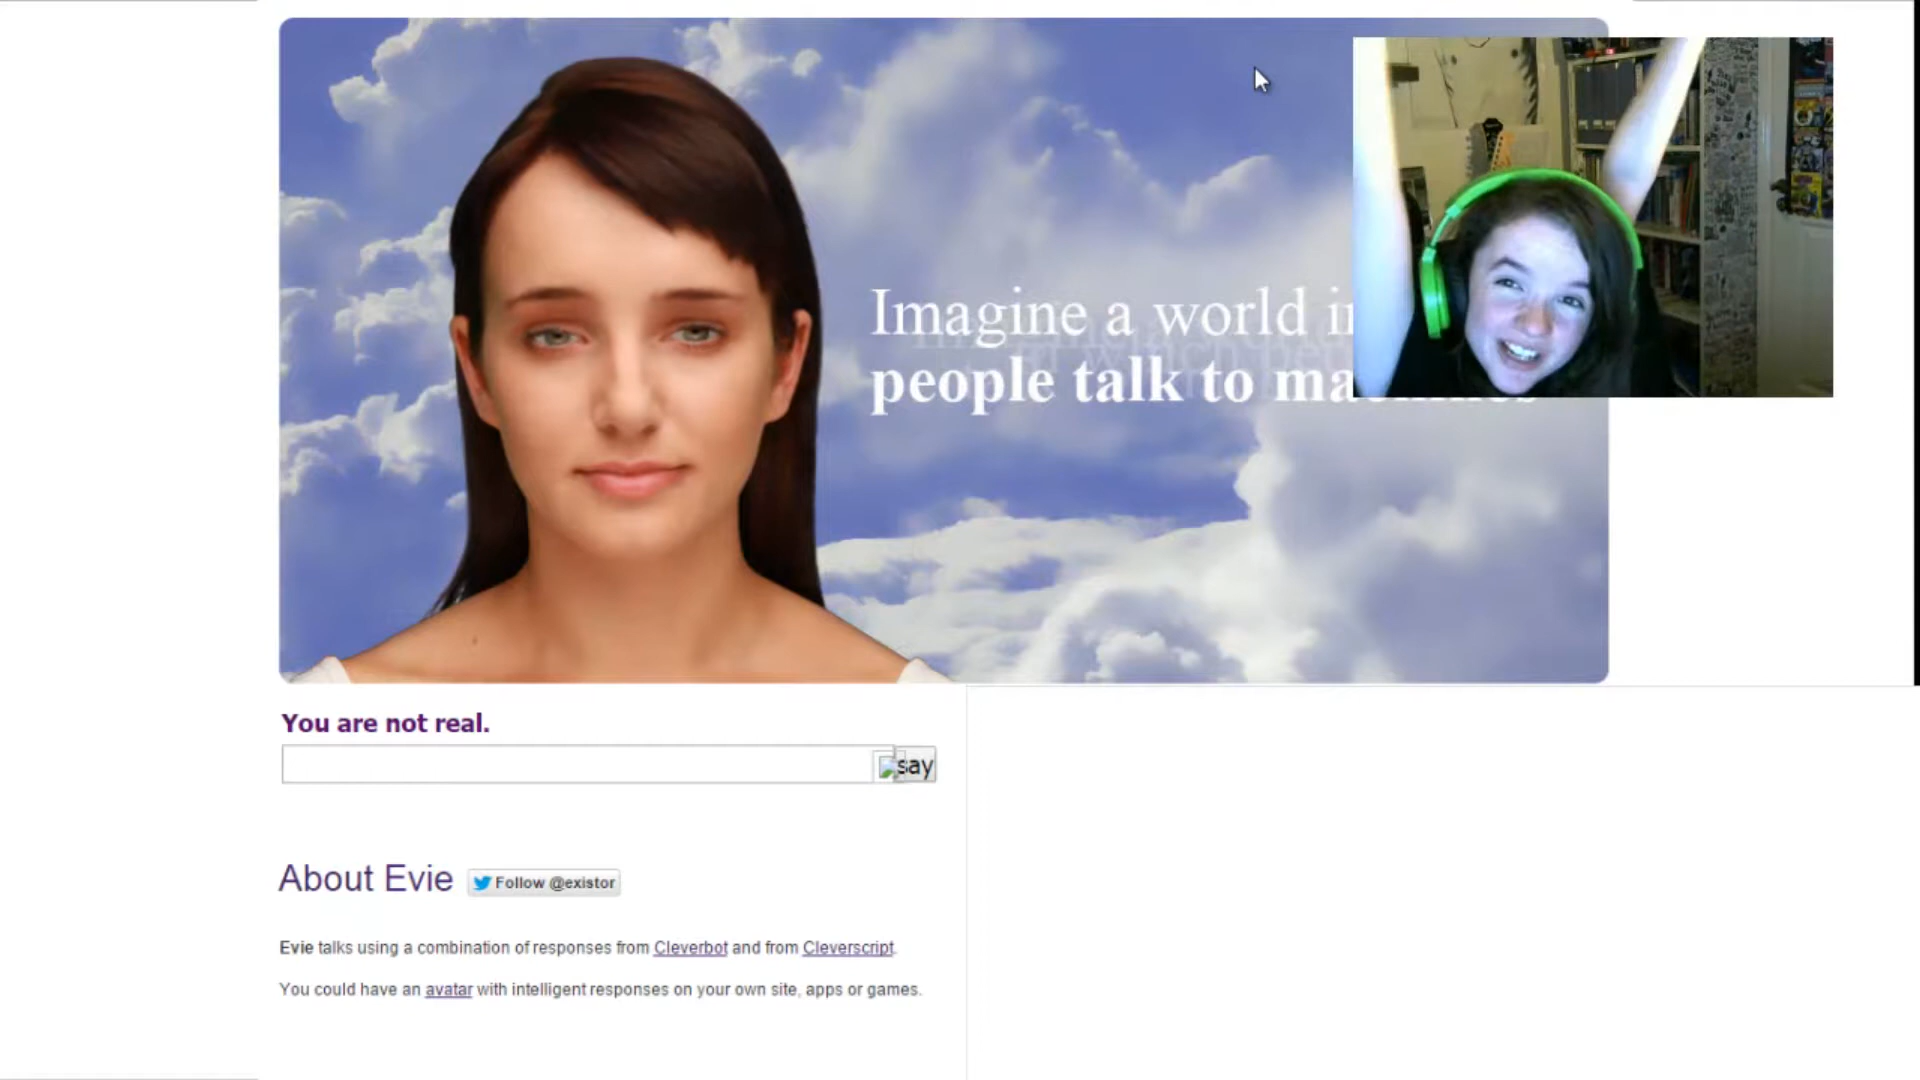 Imagine a world in
people talk to machines
You are not real.
say
About Evie
Follow @existor
Evie talks using a combination of responses from Cleverbot and from Cleverscript.
You could have an avatar with intelligent responses on your own site, apps or games.